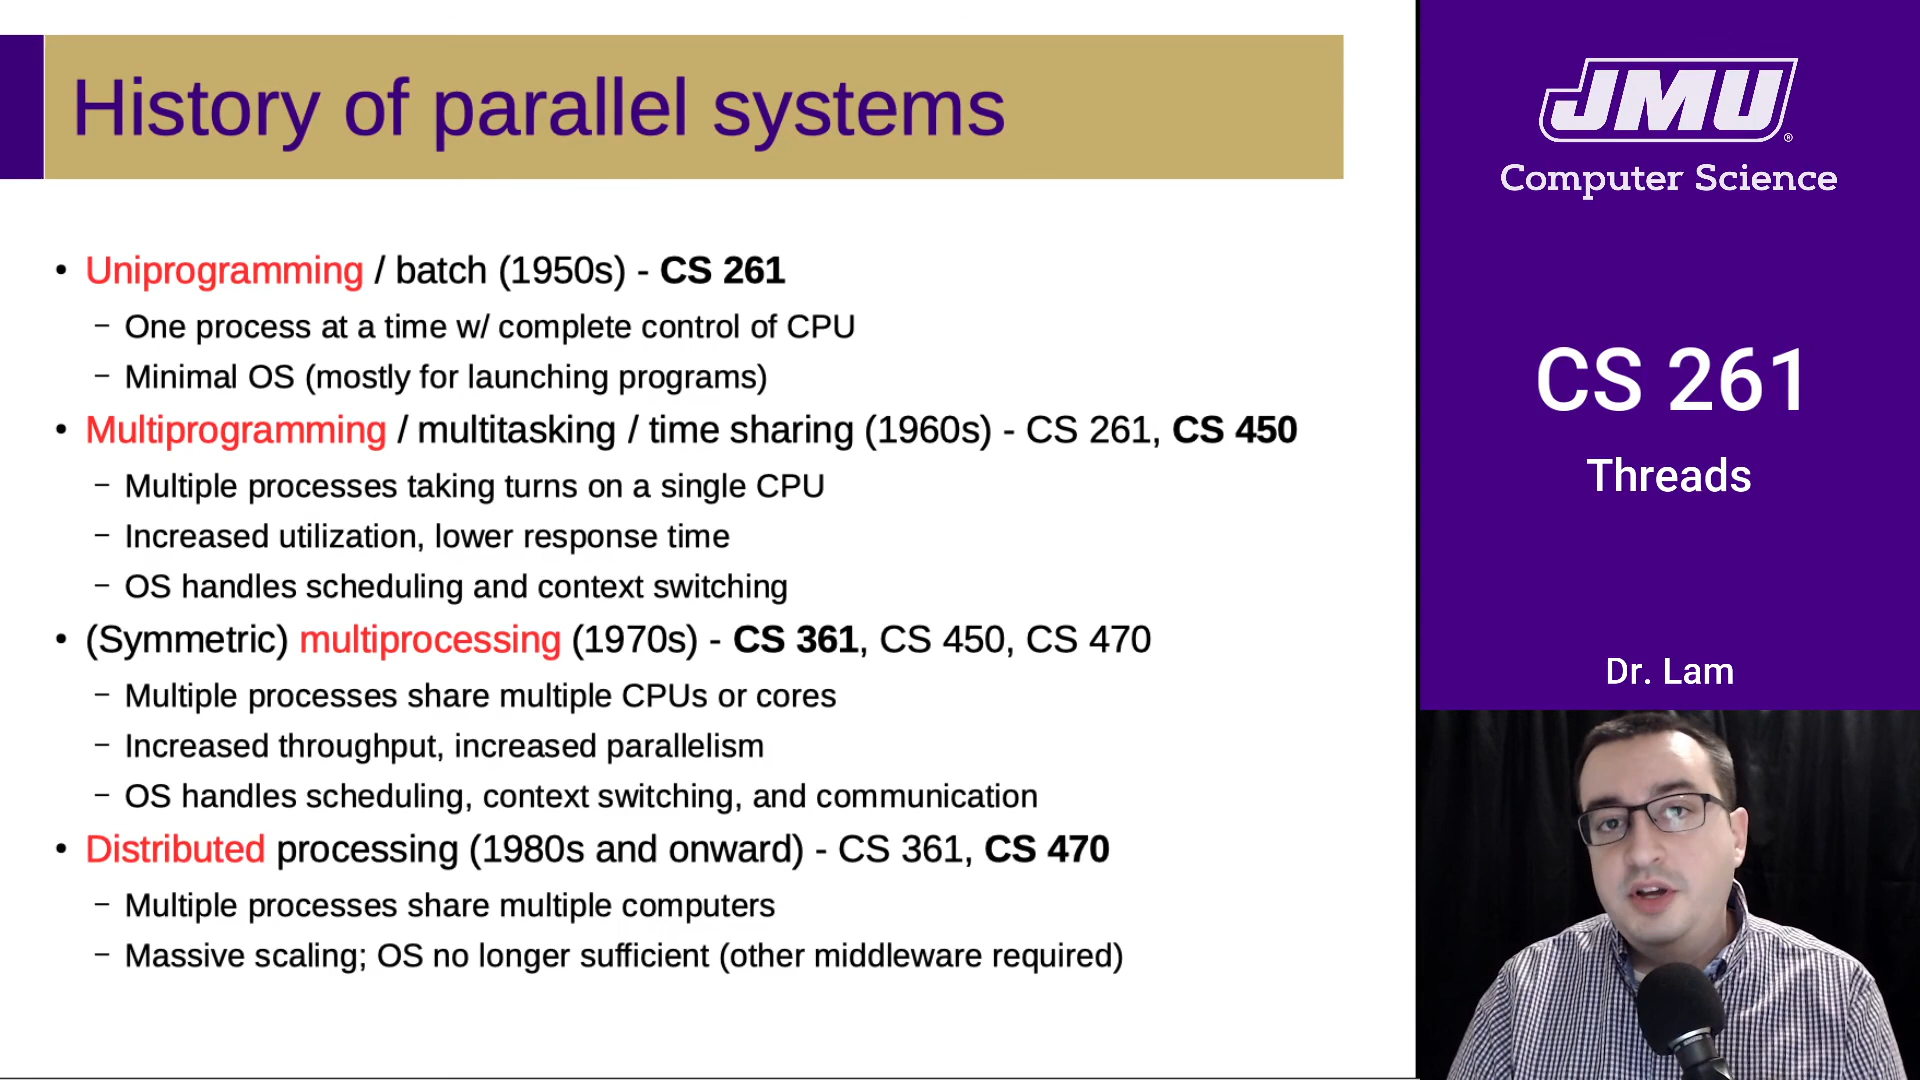 History of parallel systems
• Uniprogramming / batch (1950s) - CS 261
– One process at a time w/ complete control of CPU
– Minimal OS (mostly for launching programs)
• Multiprogramming / multitasking / time sharing (1960s) - CS 261, CS 450
– Multiple processes taking turns on a single CPU
– Increased utilization, lower response time
– OS handles scheduling and context switching
• (Symmetric) multiprocessing (1970s) - CS 361, CS 450, CS 470
– Multiple processes share multiple CPUs or cores
– Increased throughput, increased parallelism
– OS handles scheduling, context switching, and communication
• Distributed processing (1980s and onward) - CS 361, CS 470
– Multiple processes share multiple computers
– Massive scaling; OS no longer sufficient (other middleware required)
JMU®
Computer Science
CS 261
Threads
Dr. Lam